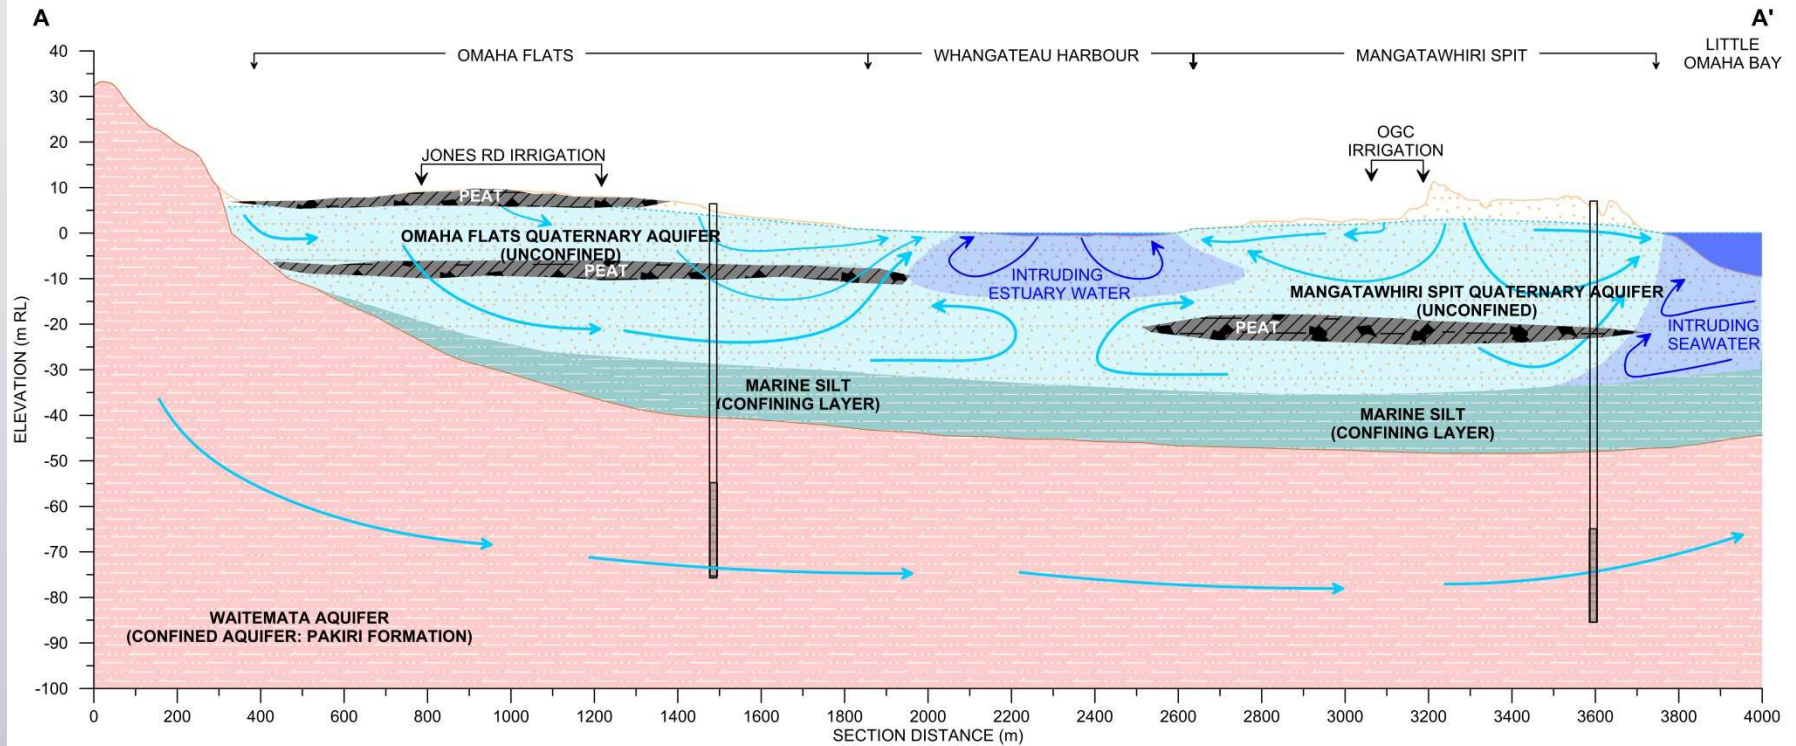 A
A'
OMAHA FLATS
WHANGATEAU HARBOUR
MANGATAWHIRI SPIT
LITTLE
OMAHA BAY
JONES RD IRRIGATION
OGC
IRRIGATION
PEAT
OMAHA FLATS QUATERNARY AQUIFER
(UNCONFINED)
PEAT
INTRUDING
ESTUARY WATER
MANGATAWHIRI SPIT QUATERNARY AQUIFER
(UNCONFINED)
PEAT
INTRUDING
SEAWATER
MARINE SILT
(CONFINING LAYER)
MARINE SILT
(CONFINING LAYER)
WAITEMATA AQUIFER
(CONFINED AQUIFER: PAKIRI FORMATION)
ELEVATION (m RL)
40
30
20
10
0
-10
-20
-30
-40
-50
-60
-70
-80
-90
-100
0 200 400 600 800 1000 1200 1400 1600 1800 2000 2200 2400 2600 2800 3000 3200 3400 3600 3800 4000
SECTION DISTANCE (m)